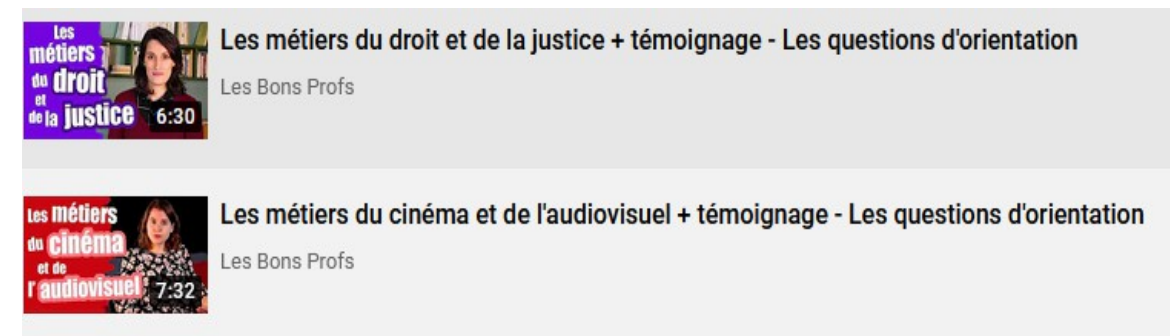 Les
métiers
du droit
et
de la justice
6:30
Les métiers du droit et de la justice + témoignage - Les questions d'orientation
Les Bons Profs
Les métiers
du cinéma
et de
l'audiovisuel
7:32
Les métiers du cinéma et de l'audiovisuel + témoignage - Les questions d'orientation
Les Bons Profs